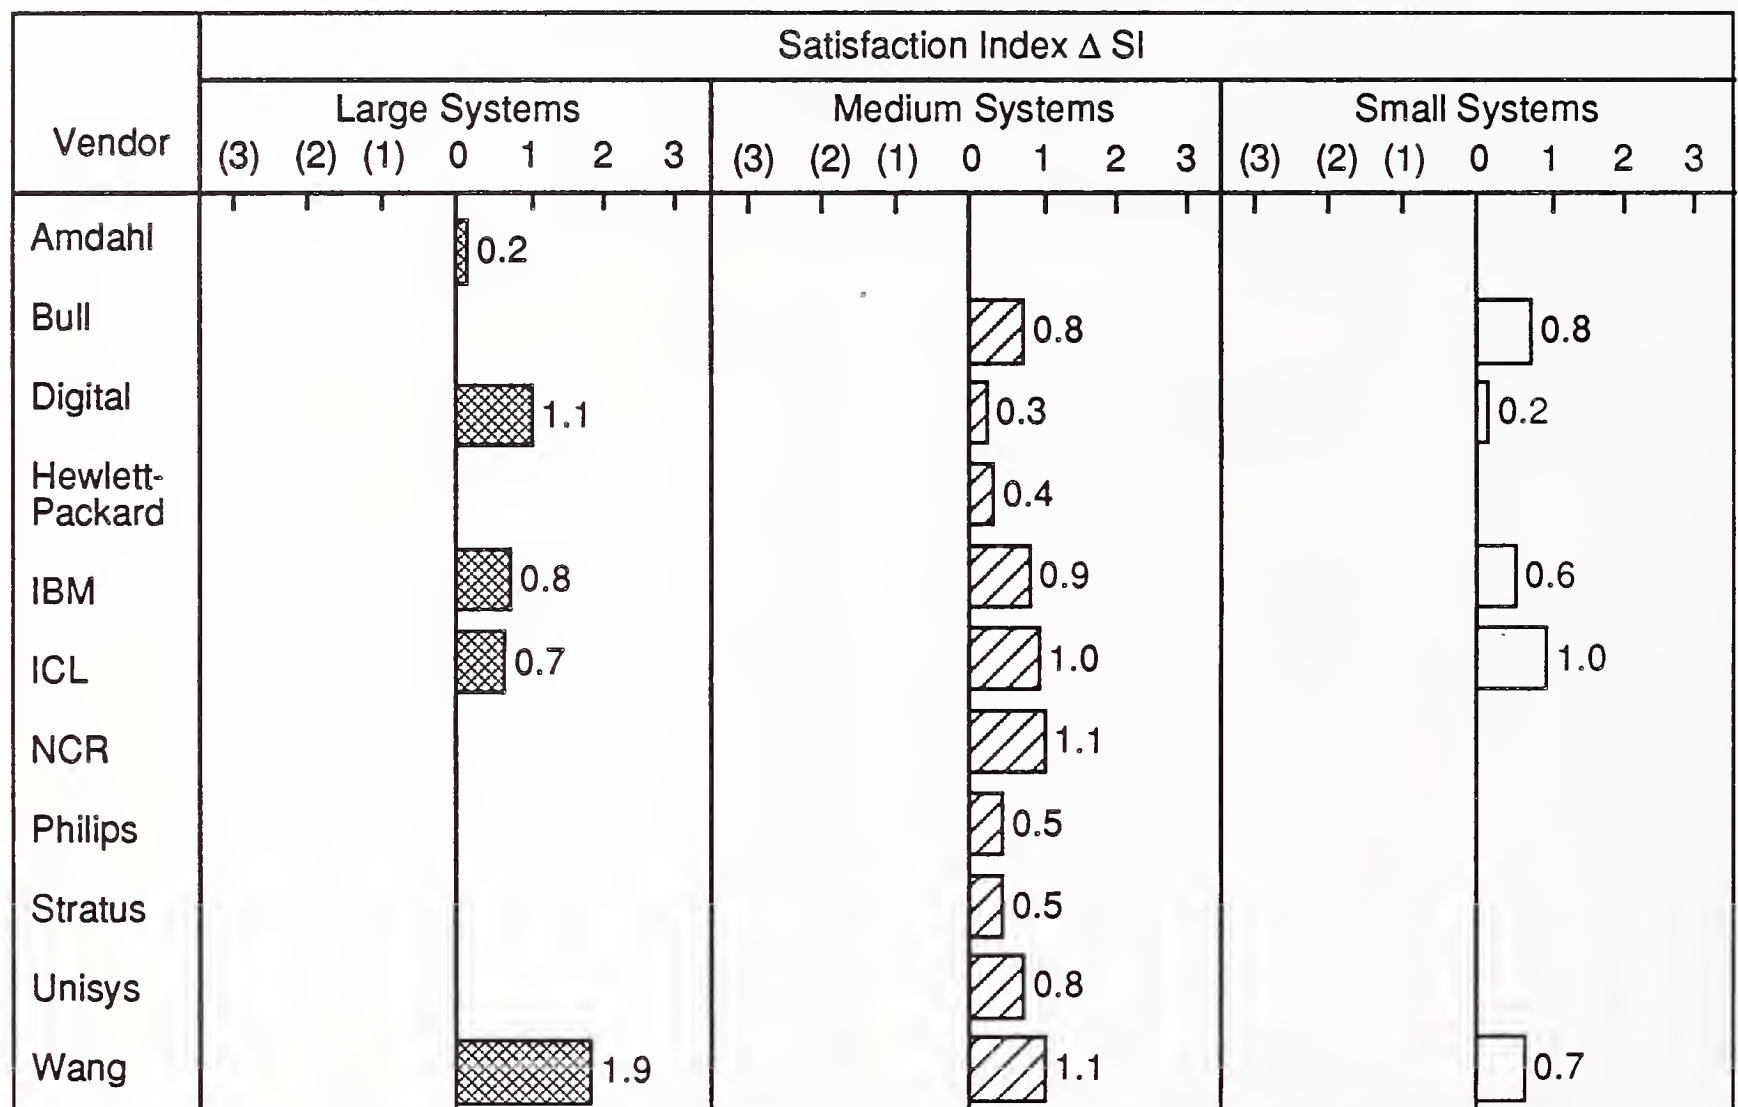 Satisfaction Index Δ SI
Vendor
Large Systems
Medium Systems
Small Systems
(3) (2) (1) 0 1 2 3
(3) (2) (1) 0 1 2 3
(3) (2) (1) 0 1 2 3
Amdahl 0.2
Bull 0.8 0.8
Digital 1.1 0.3 0.2
Hewlett-
Packard 0.4
IBM 0.8 0.9 0.6
ICL 0.7 1.0 1.0
NCR 1.1
Philips 0.5
Stratus 0.5
Unisys 0.8
Wang 1.9 1.1 0.7